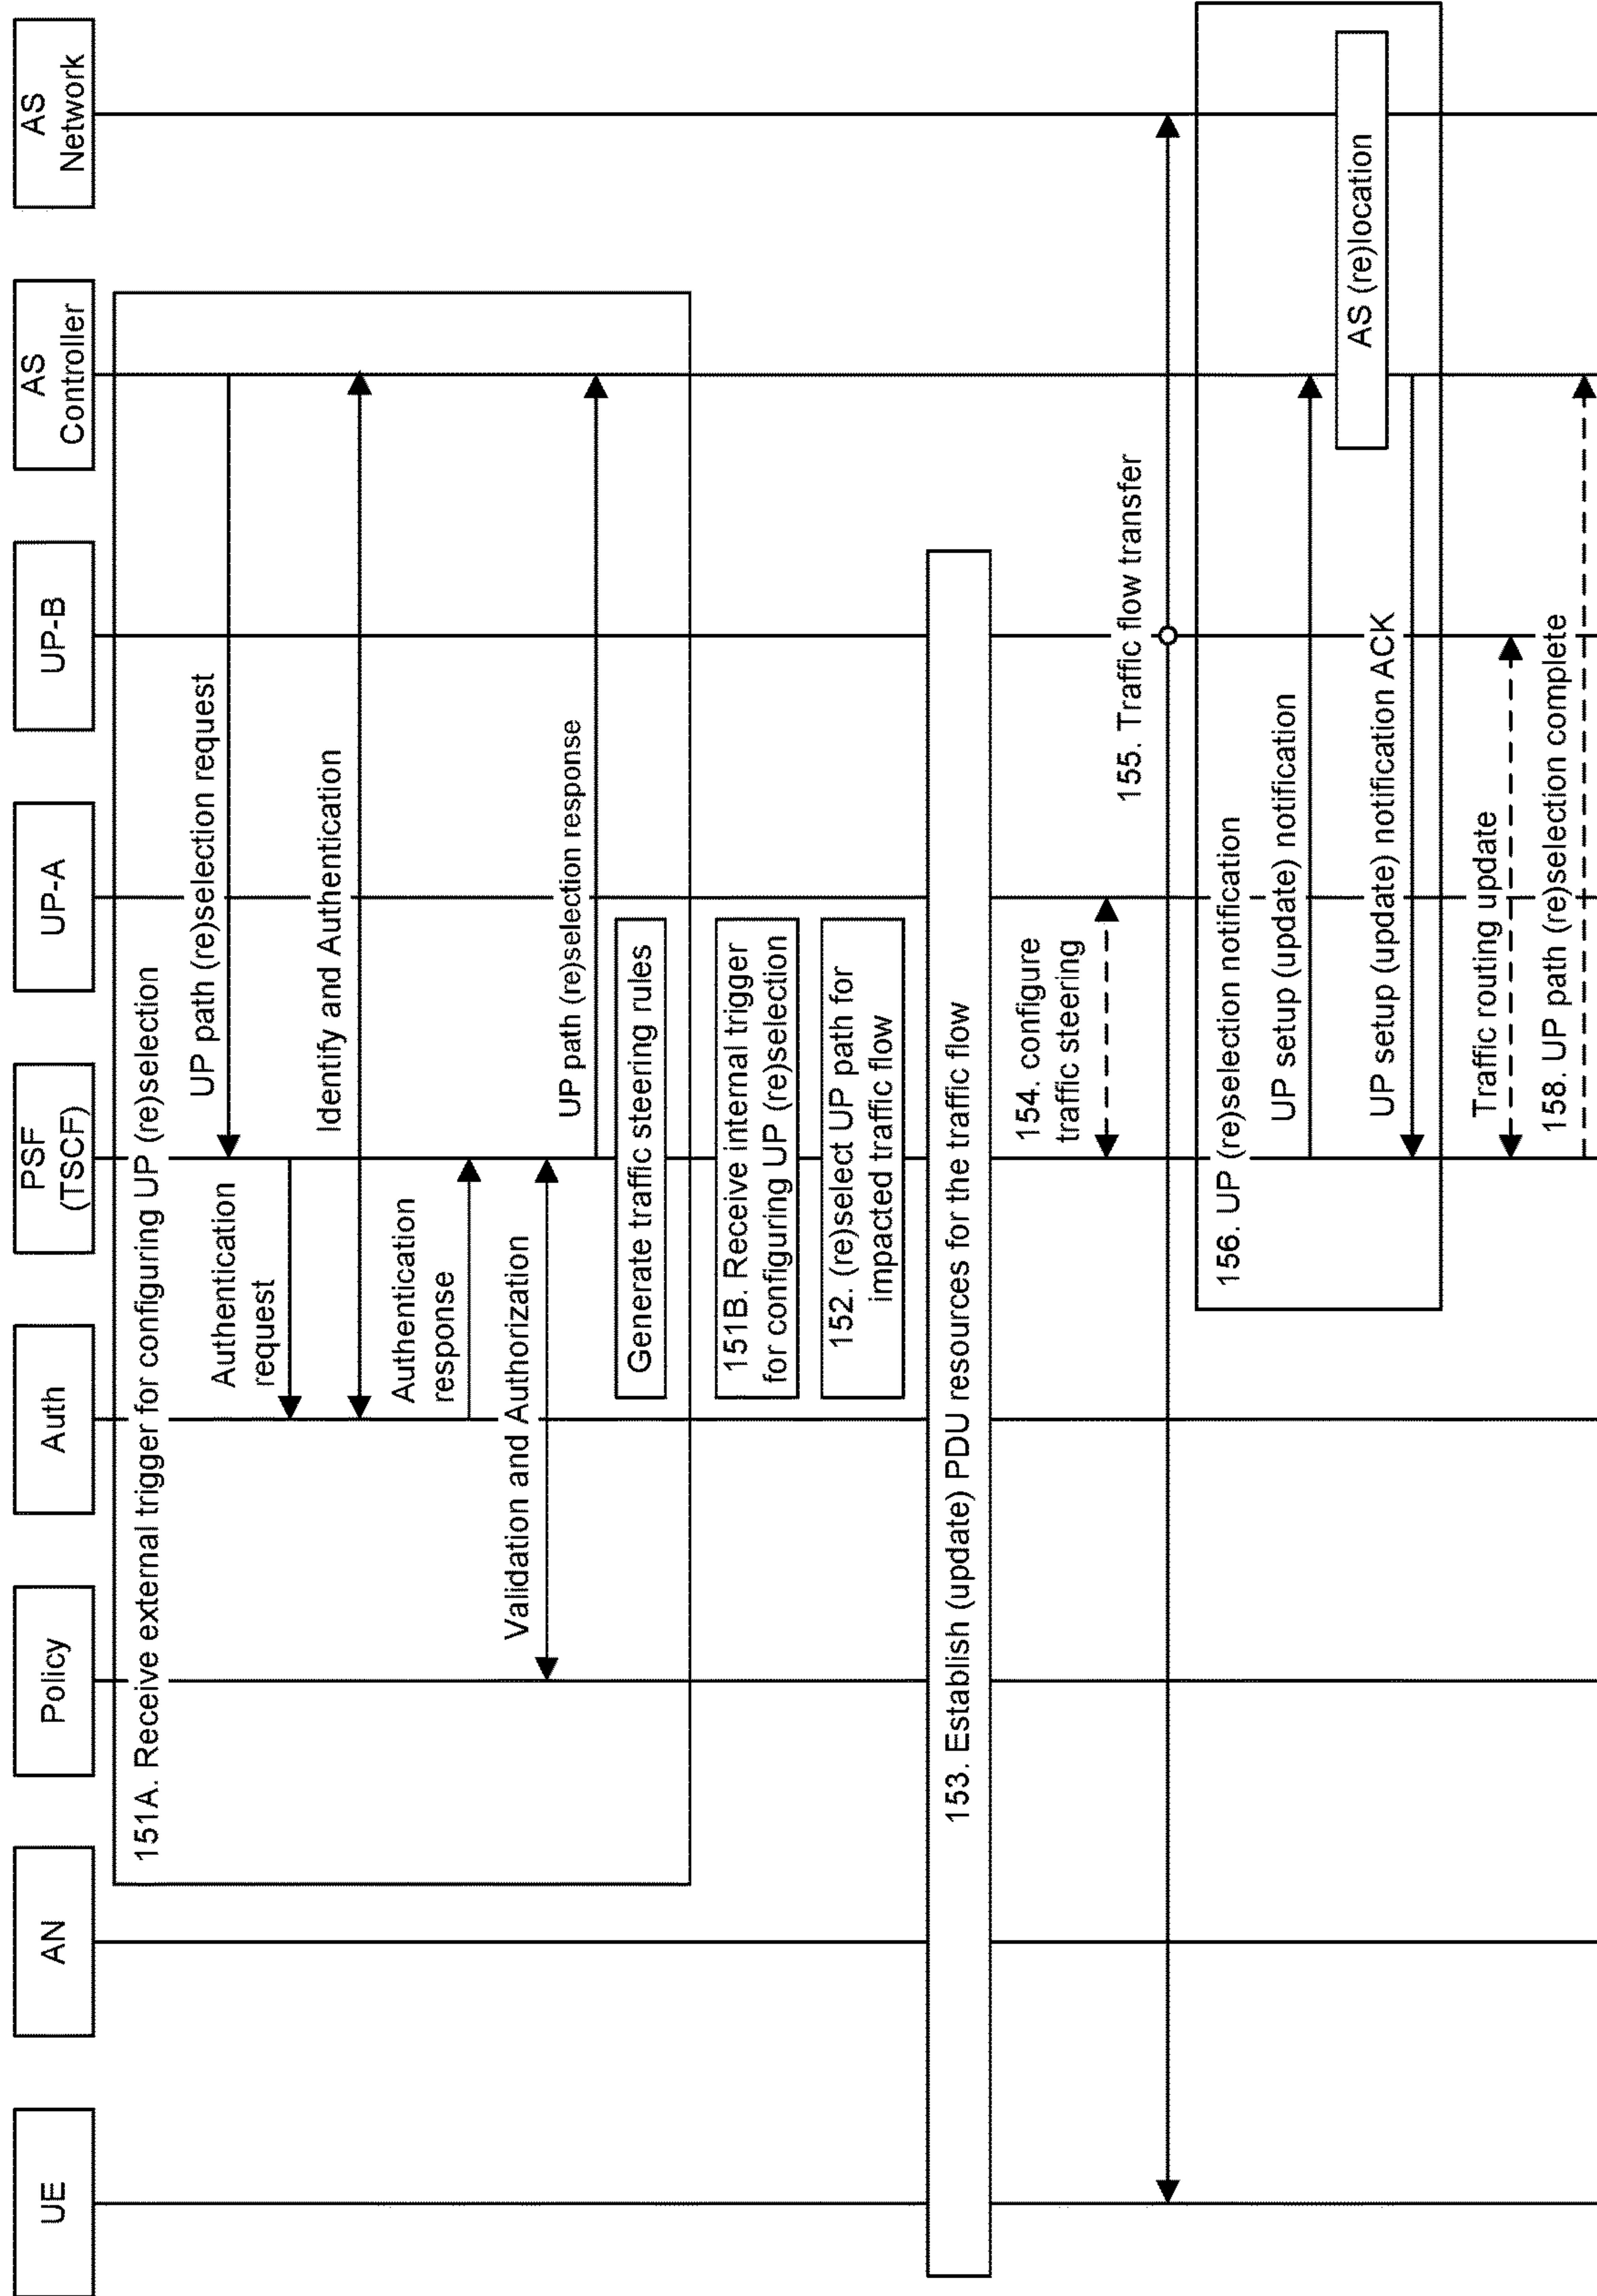 UE
AN
Policy
Auth
PSF
(TSCF)
UP-A
UP-B
AS
Controller
AS
Network
151A. Receive external trigger for configuring UP (re)selection
UP path (re)selection request
Authentication
request
Identify and Authentication
Authentication
response
Validation and Authorization
UP path (re)selection response
Generate traffic steering rules
151B. Receive internal trigger
for configuring UP (re)selection
152. (re)select UP path for
impacted traffic flow
153. Establish (update) PDU resources for the traffic flow
154. configure
traffic steering
155. Traffic flow transfer
156. UP (re)selection notification
UP setup (update) notification
AS (re)location
UP setup (update) notification ACK
Traffic routing update
158. UP path (re)selection complete